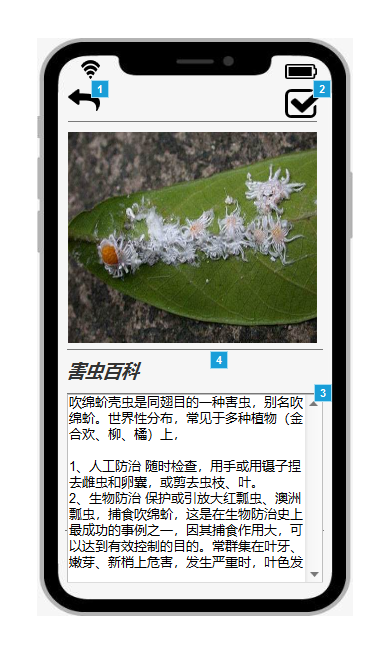 1
2
4
害虫百科
3
吹绵蚧壳虫是同翅目的一种害虫，别名吹
绵蚧。世界性分布，常见于多种植物（金
合欢、柳、橘）上，
1、人工防治 随时检查，用手或用镊子捏
去雌虫和卵囊，或剪去虫枝、叶。
2、生物防治 保护或引放大红瓢虫、澳洲
瓢虫，捕食吹绵蚧，这是在生物防治史上
最成功的事例之一，因其捕食作用大，可
以达到有效控制的目的。常群集在叶牙、
嫩芽、新梢上危害，发生严重时，叶色发